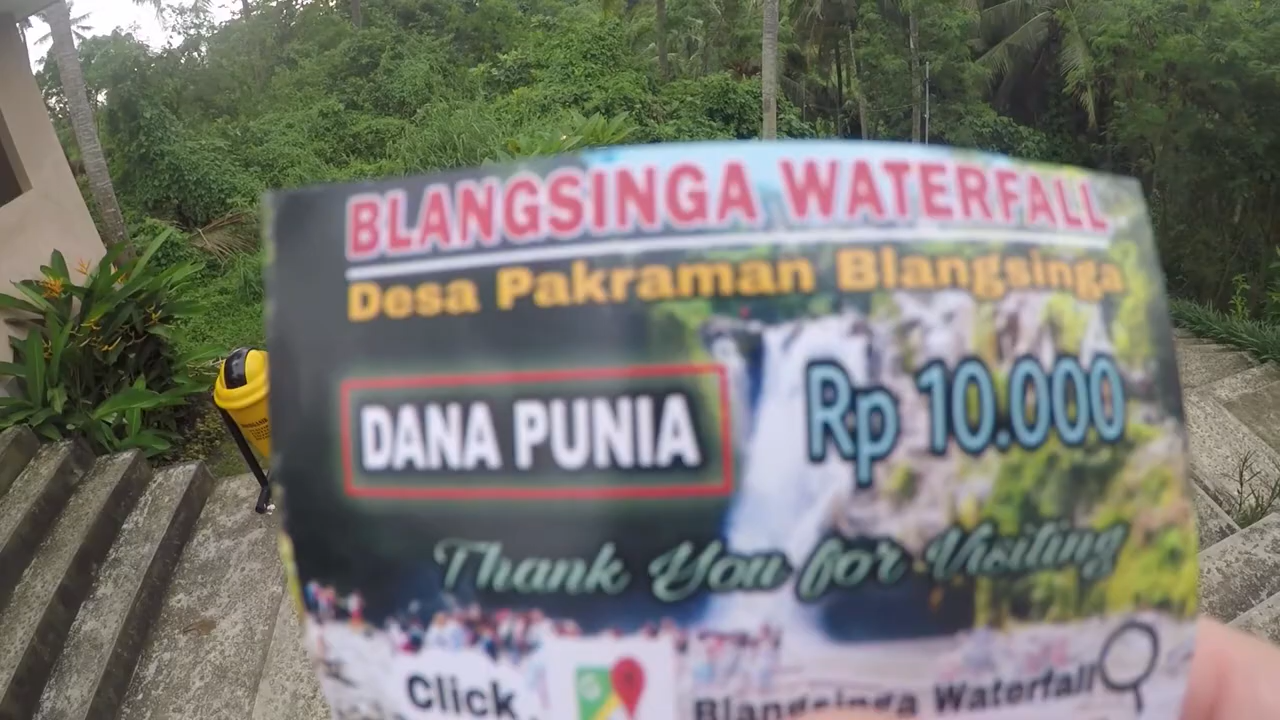 BLANGSINGA WATERFALL
Desa Pakraman Blangsinga
DANA PUNIA
Rp 10.000
Thank You for Visiting
Click
Blangsinga Waterfall